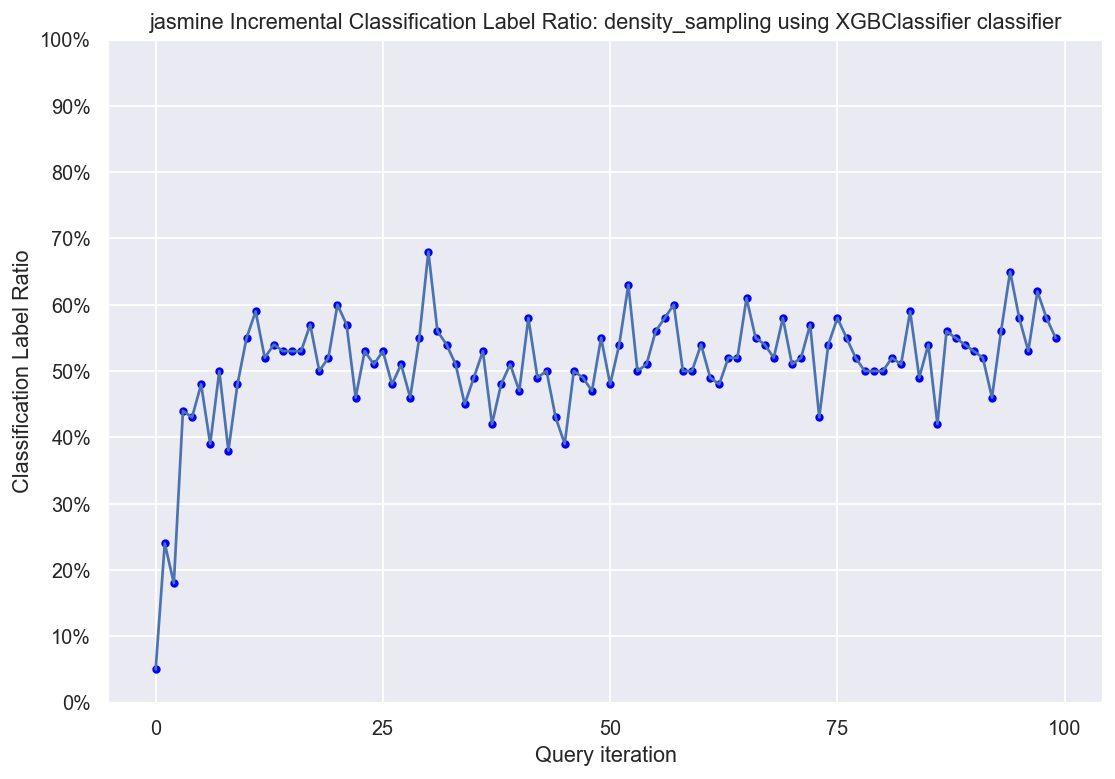 jasmine Incremental Classification Label Ratio: density_sampling using XGBClassifier classifier
100%
90%
80%
70%
60%
50%
40%
30%
20%
10%
0%
Classification Label Ratio
0 25 50 75 100
Query iteration